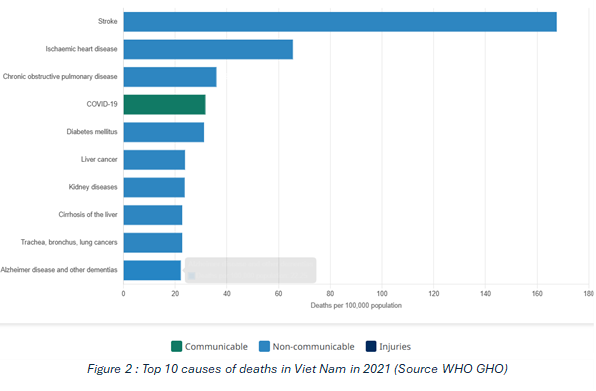 Stroke
Ischaemic heart disease
Chronic obstructive pulmonary disease
COVID-19
Diabetes mellitus
Liver cancer
Kidney diseases
Cirrhosis of the liver
Trachea, bronchus, lung cancers
Alzheimer disease and other dementias
0 20 40 60 80 100 120 140 160 180
Deaths per 100,000 population
Communicable Non-communicable Injuries
Figure 2 : Top 10 causes of deaths in Viet Nam in 2021 (Source WHO GHO)